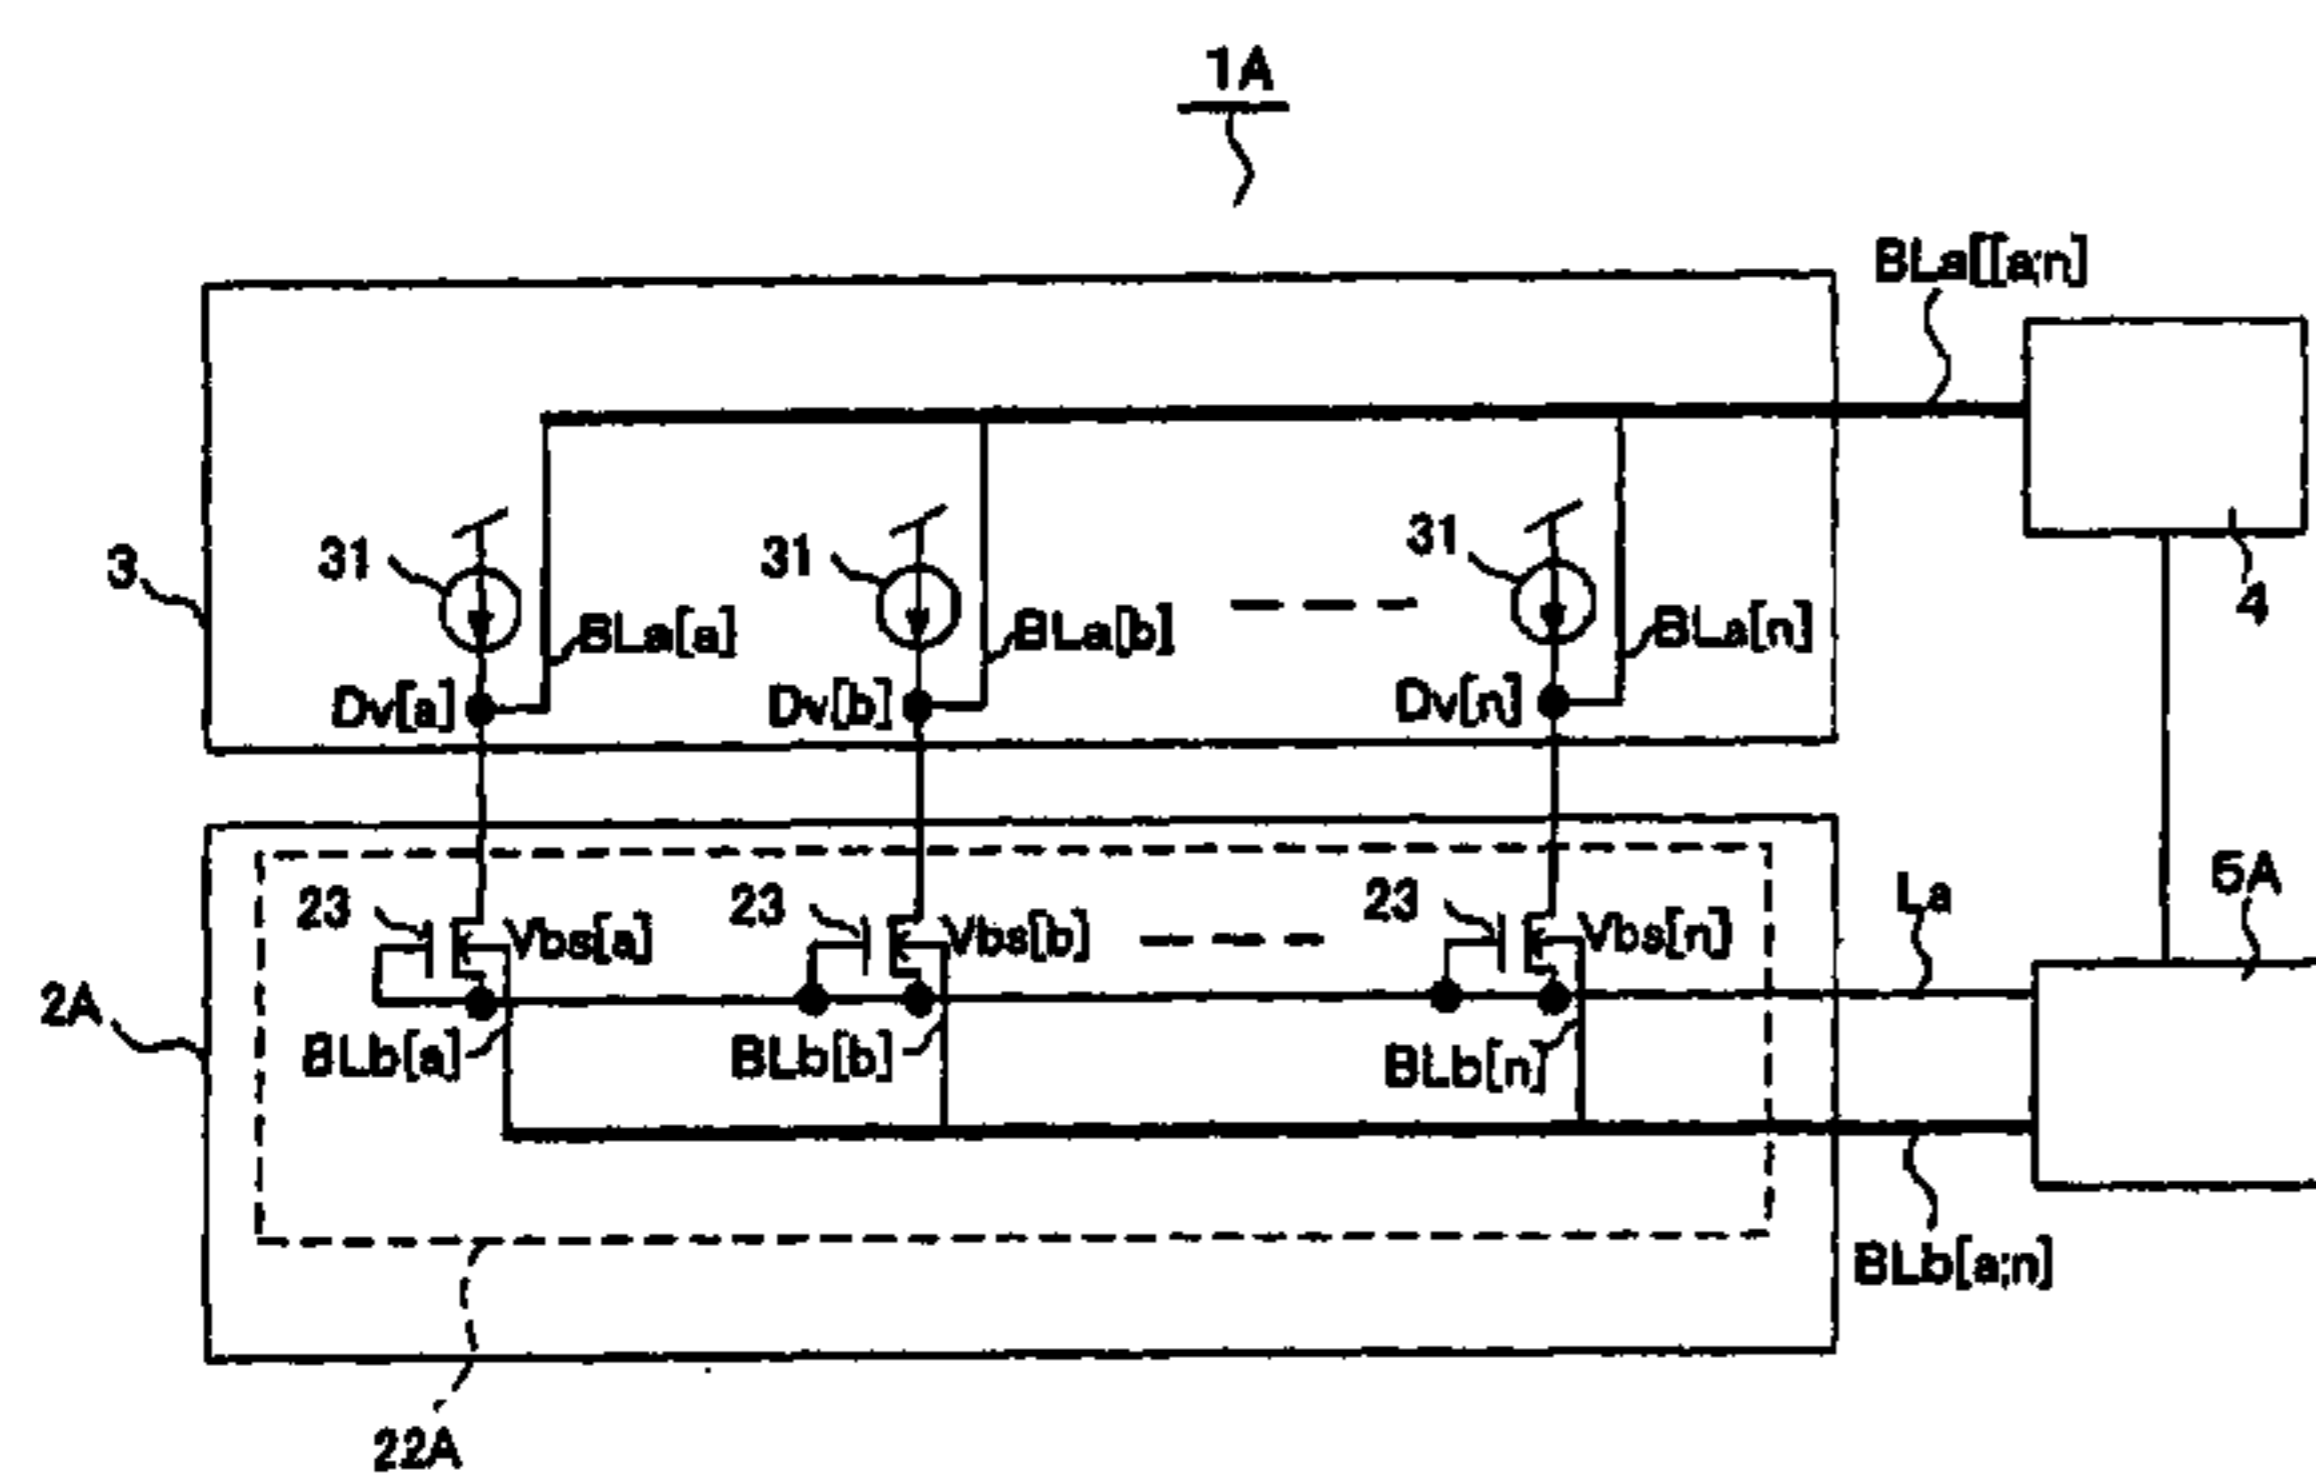 1A
BLa[[a;n]
31
31
31
3
4
BLa[a]
BLa[b]
BLa[n]
Dv[a]
Dv[b]
Dv[n]
23
Vbs[a]
23
Vbs[b]
23
Vbs[n]
La
5A
2A
BLb[a]
BLb[b]
BLb[n]
BLb[a;n]
22A